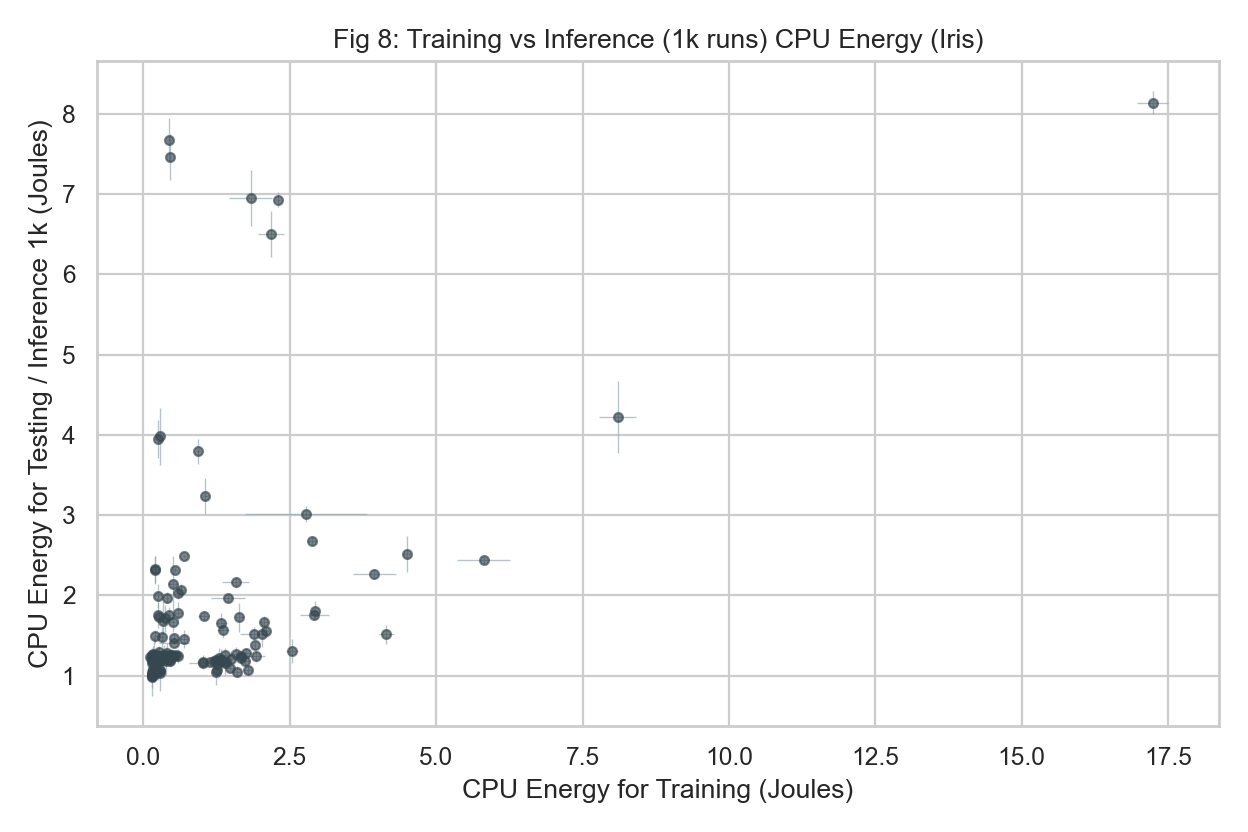 Fig 8: Training vs Inference (1k runs) CPU Energy (Iris)
CPU Energy for Testing / Inference 1k (Joules)
8
7
6
5
4
3
2
1
0.0 2.5 5.0 7.5 10.0 12.5 15.0 17.5
CPU Energy for Training (Joules)